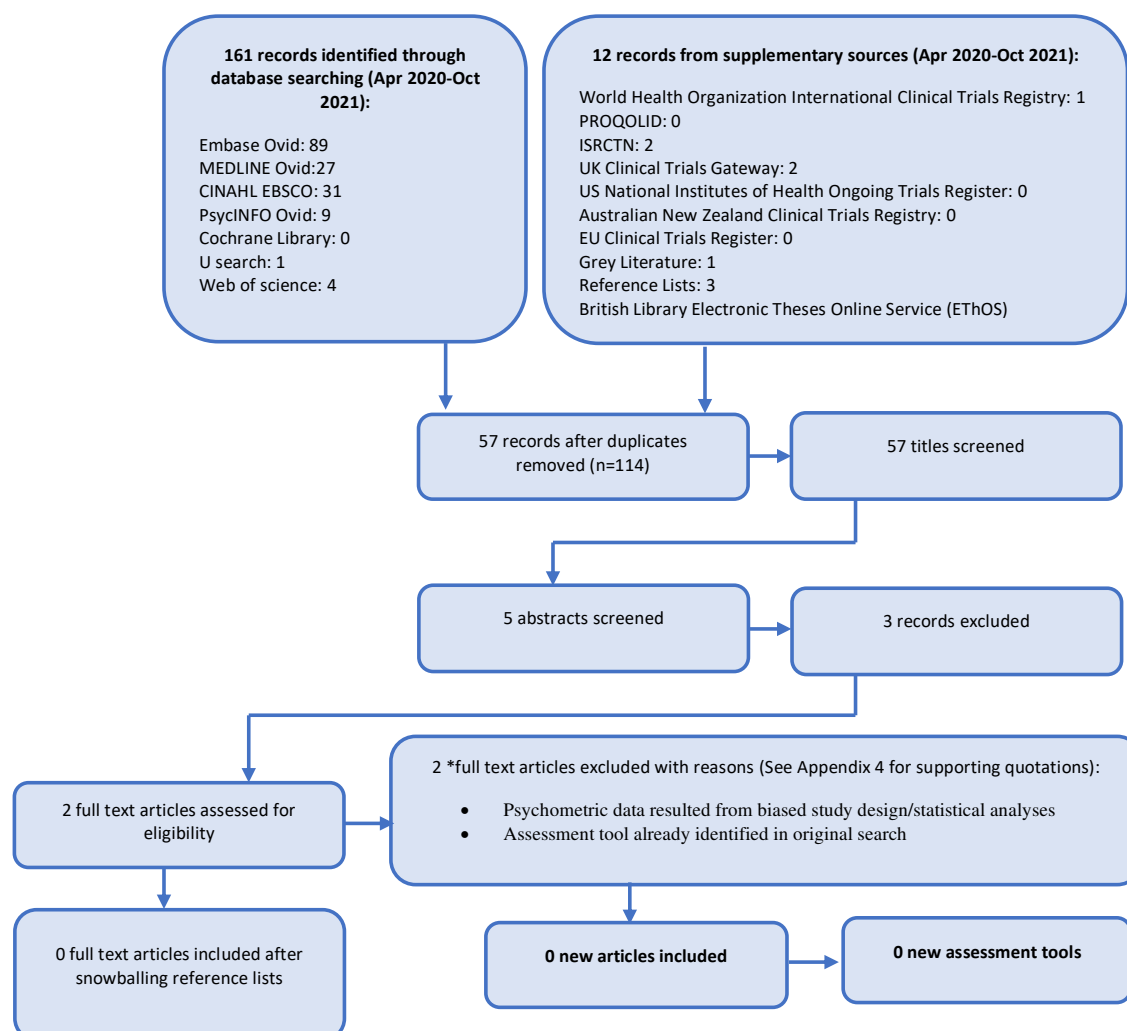 161 records identified through
database searching (Apr 2020-Oct
2021):
Embase Ovid: 89
MEDLINE Ovid:27
CINAHL EBSCO: 31
PsycINFO Ovid: 9
Cochrane Library: 0
U search: 1
Web of science: 4
12 records from supplementary sources (Apr 2020-Oct 2021):
World Health Organization International Clinical Trials Registry: 1
PROQOLID: 0
ISRCTN: 2
UK Clinical Trials Gateway: 2
US National Institutes of Health Ongoing Trials Register: 0
Australian New Zealand Clinical Trials Registry: 0
EU Clinical Trials Register: 0
Grey Literature: 1
Reference Lists: 3
British Library Electronic Theses Online Service (EThOS)
57 records after duplicates
removed (n=114)
57 titles screened
5 abstracts screened
3 records excluded
2 full text articles assessed for
eligibility
2 *full text articles excluded with reasons (See Appendix 4 for supporting quotations):
• Psychometric data resulted from biased study design/statistical analyses
• Assessment tool already identified in original search
0 full text articles included after
snowballing reference lists
0 new articles included
0 new assessment tools